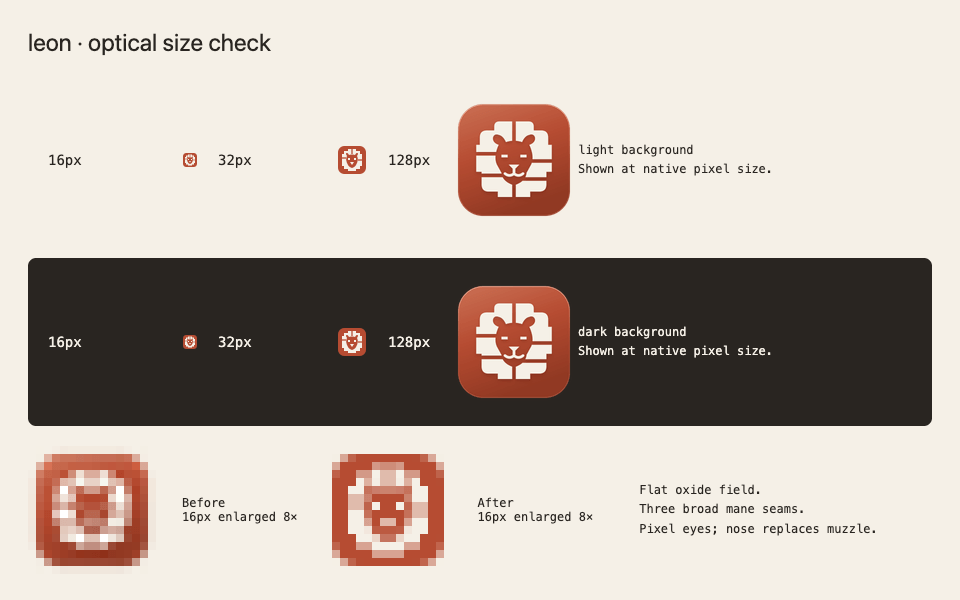 leon · optical size check
16px
32px
128px
light background
Shown at native pixel size.
16px
32px
128px
dark background
Shown at native pixel size.
Before
16px enlarged 8×
After
16px enlarged 8×
Flat oxide field.
Three broad mane seams.
Pixel eyes; nose replaces muzzle.